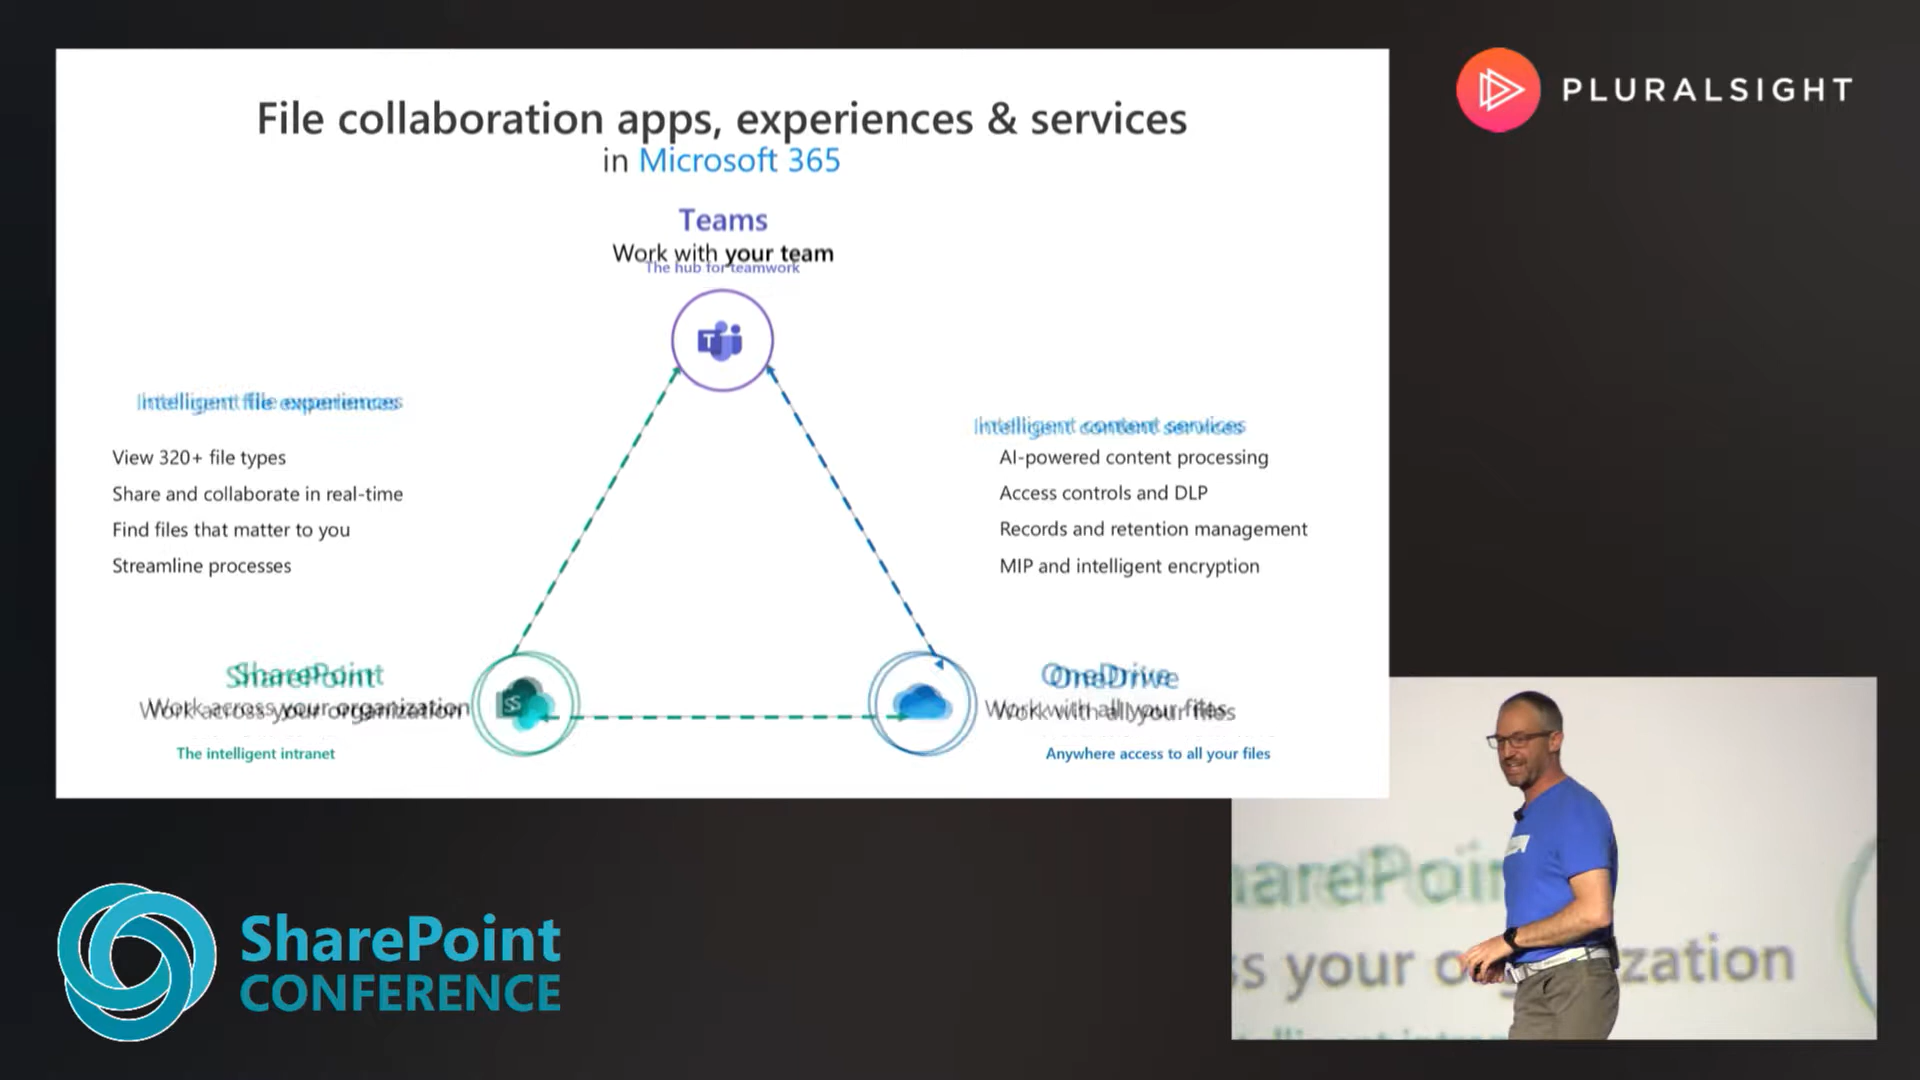 File collaboration apps, experiences & services
in Microsoft 365
Teams
Work with your team
The hub for teamwork
Intelligent file experiences
View 320+ file types
Share and collaborate in real-time
Find files that matter to you
Streamline processes
Intelligent content services
AI-powered content processing
Access controls and DLP
Records and retention management
MIP and intelligent encryption
SharePoint
Work across your organization
The intelligent intranet
OneDrive
Work with all your files
Anywhere access to all your files
PLURALSIGHT
SharePoint
CONFERENCE
arePoin
ss your o zation